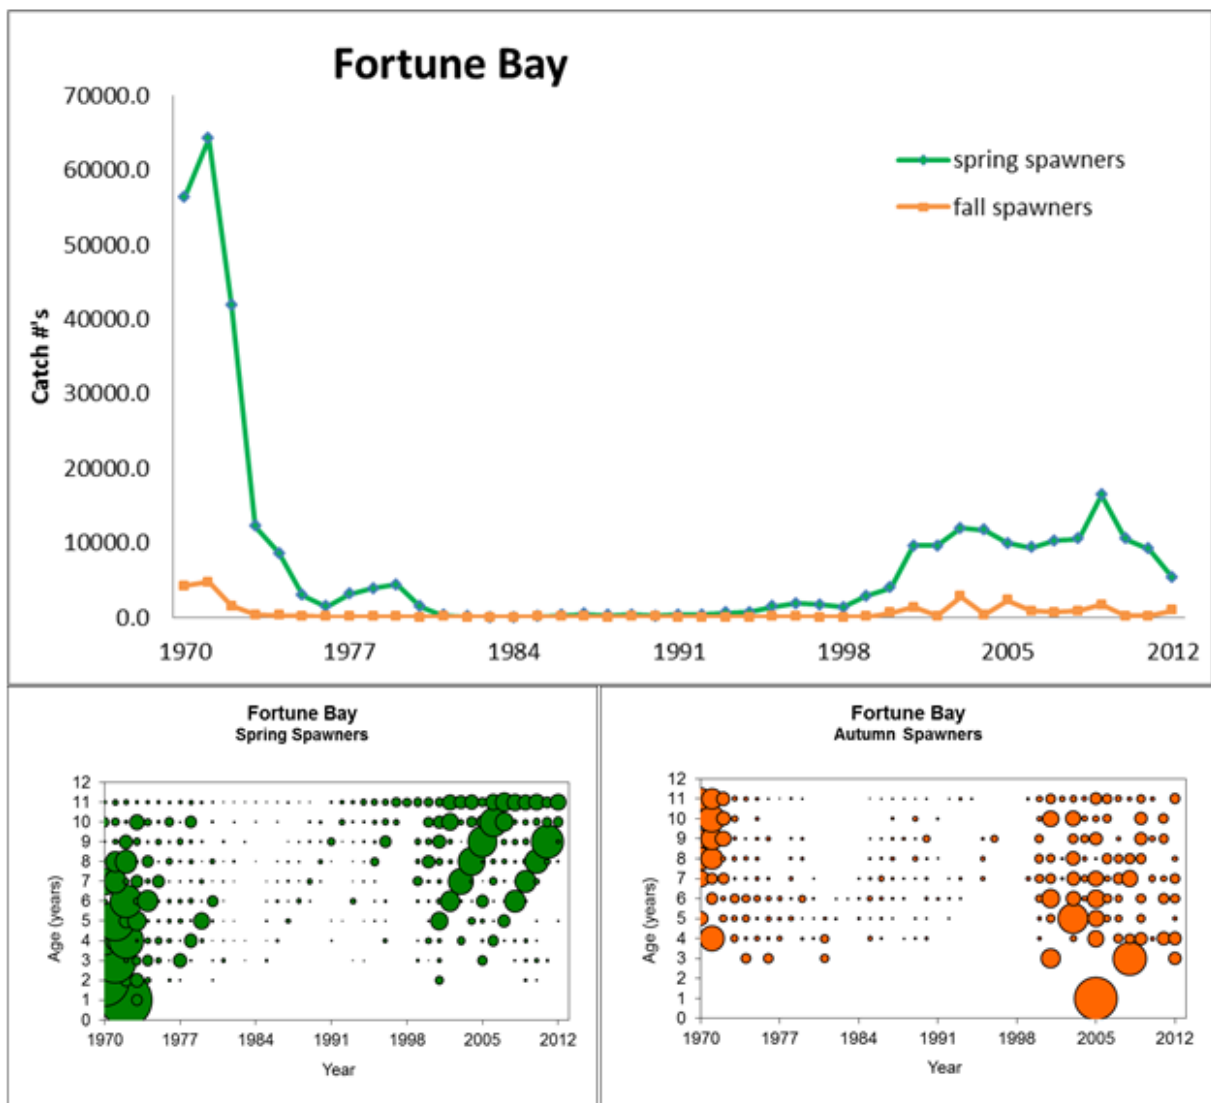 Fortune Bay
70000.0
60000.0
50000.0
40000.0
30000.0
20000.0
10000.0
0.0
Catch #'s
spring spawners
fall spawners
1970 1977 1984 1991 1998 2005 2012
Fortune Bay
Spring Spawners
12
11
10
9
8
7
6
5
4
3
2
1
0
Age (years)
1970 1977 1984 1991 1998 2005 2012
Year
Fortune Bay
Autumn Spawners
12
11
10
9
8
7
6
5
4
3
2
1
0
Age (years)
1970 1977 1984 1991 1998 2005 2012
Year